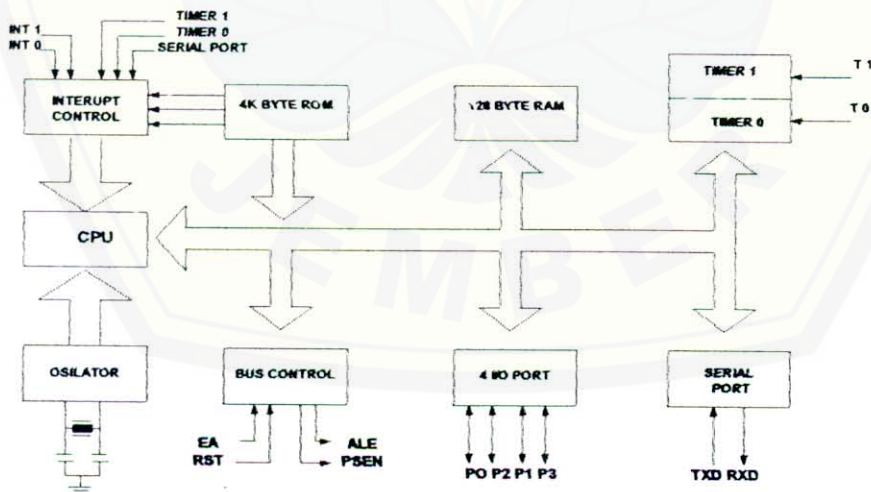 TIMER 1
INT 1
TIMER 0
INT 0
SERIAL PORT
INTERUPT
CONTROL
4K BYTE ROM
128 BYTE RAM
TIMER 1
T 1
TIMER 0
T 0
JEMBER
CPU
OSILATOR
BUS CONTROL
4 I/O PORT
SERIAL
PORT
EA
ALE
RST
PSEN
PO P2 P1 P3
TXD RXD